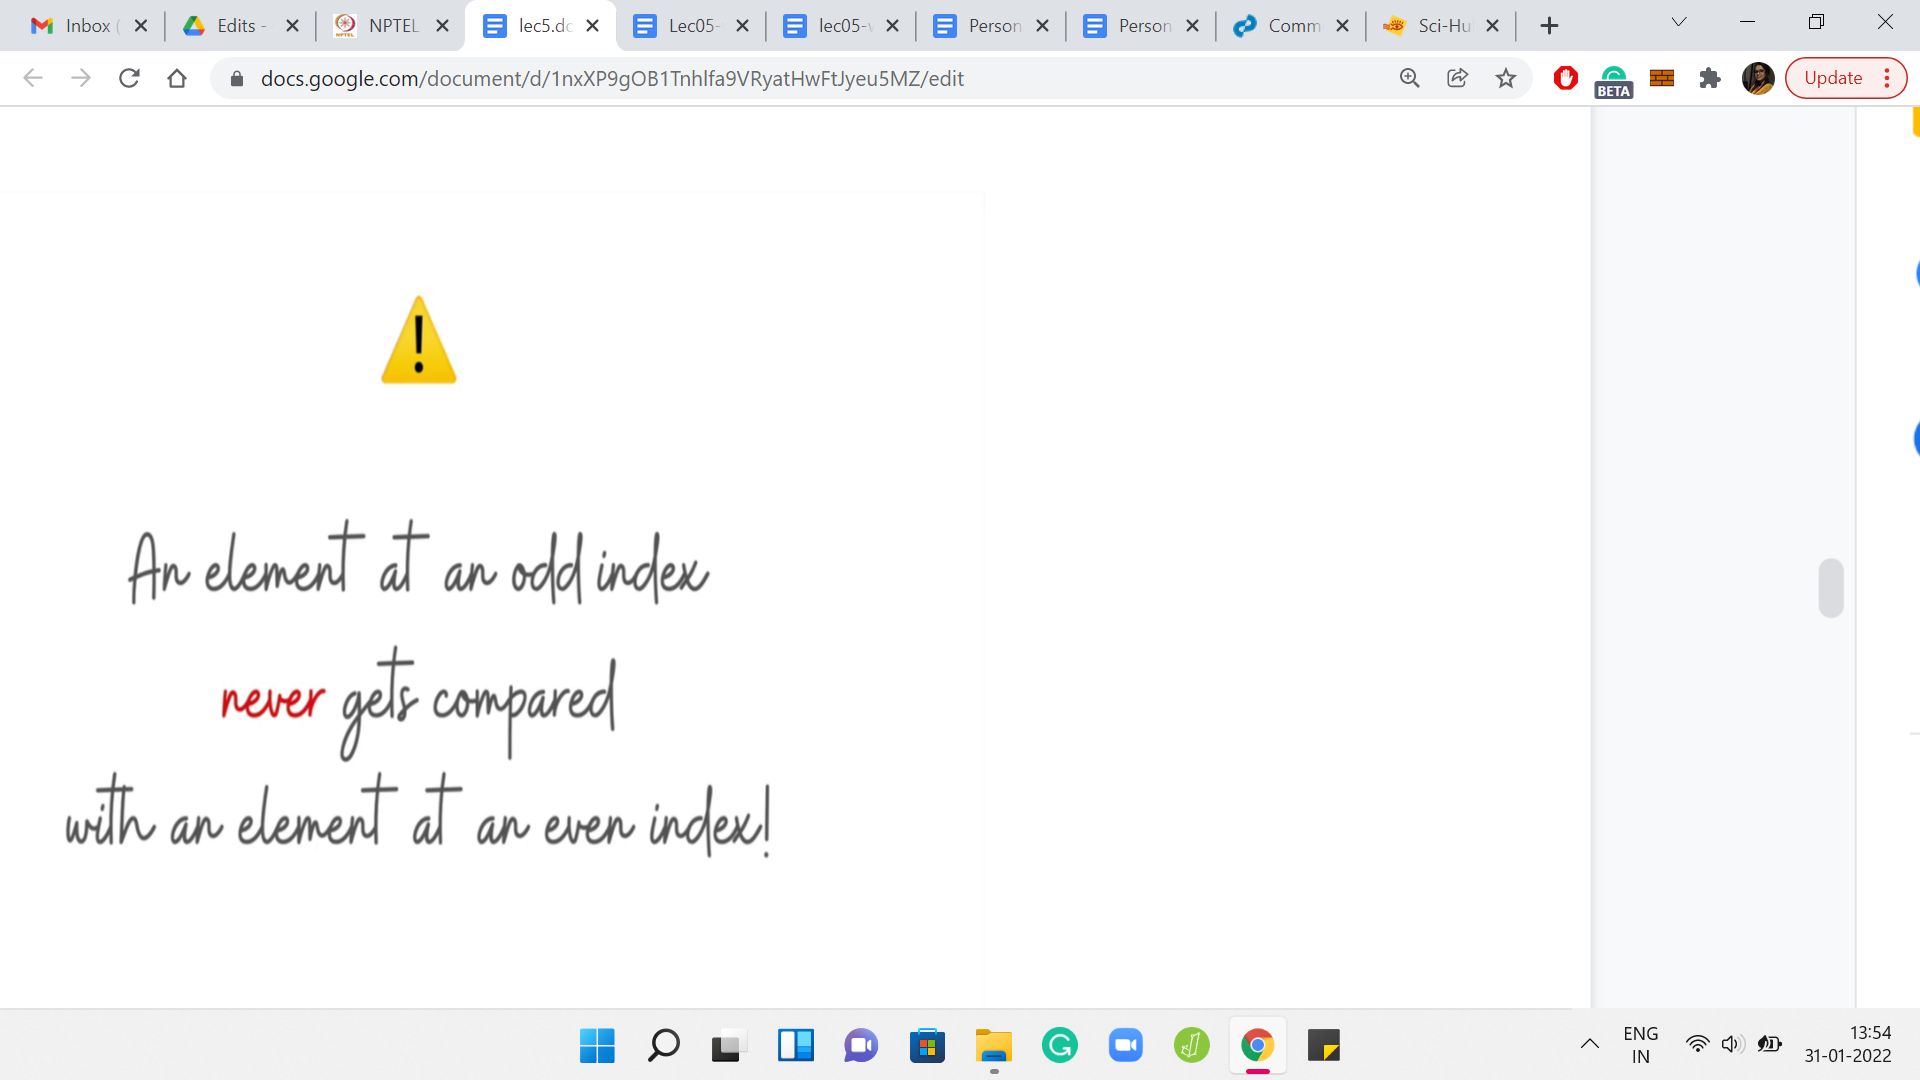 Inbox (
Edits -
NPTEL
lec5.dc
Lec05-
lec05-v
Person
Person
Comm
Sci-Hu
docs.google.com/document/d/1nxXP9gOB1Tnhlfa9VRyatHwFtJyeu5MZ/edit
BETA
Update
An element at an odd index
never gets compared
with an element at an even index!
ENG
IN
13:54
31-01-2022